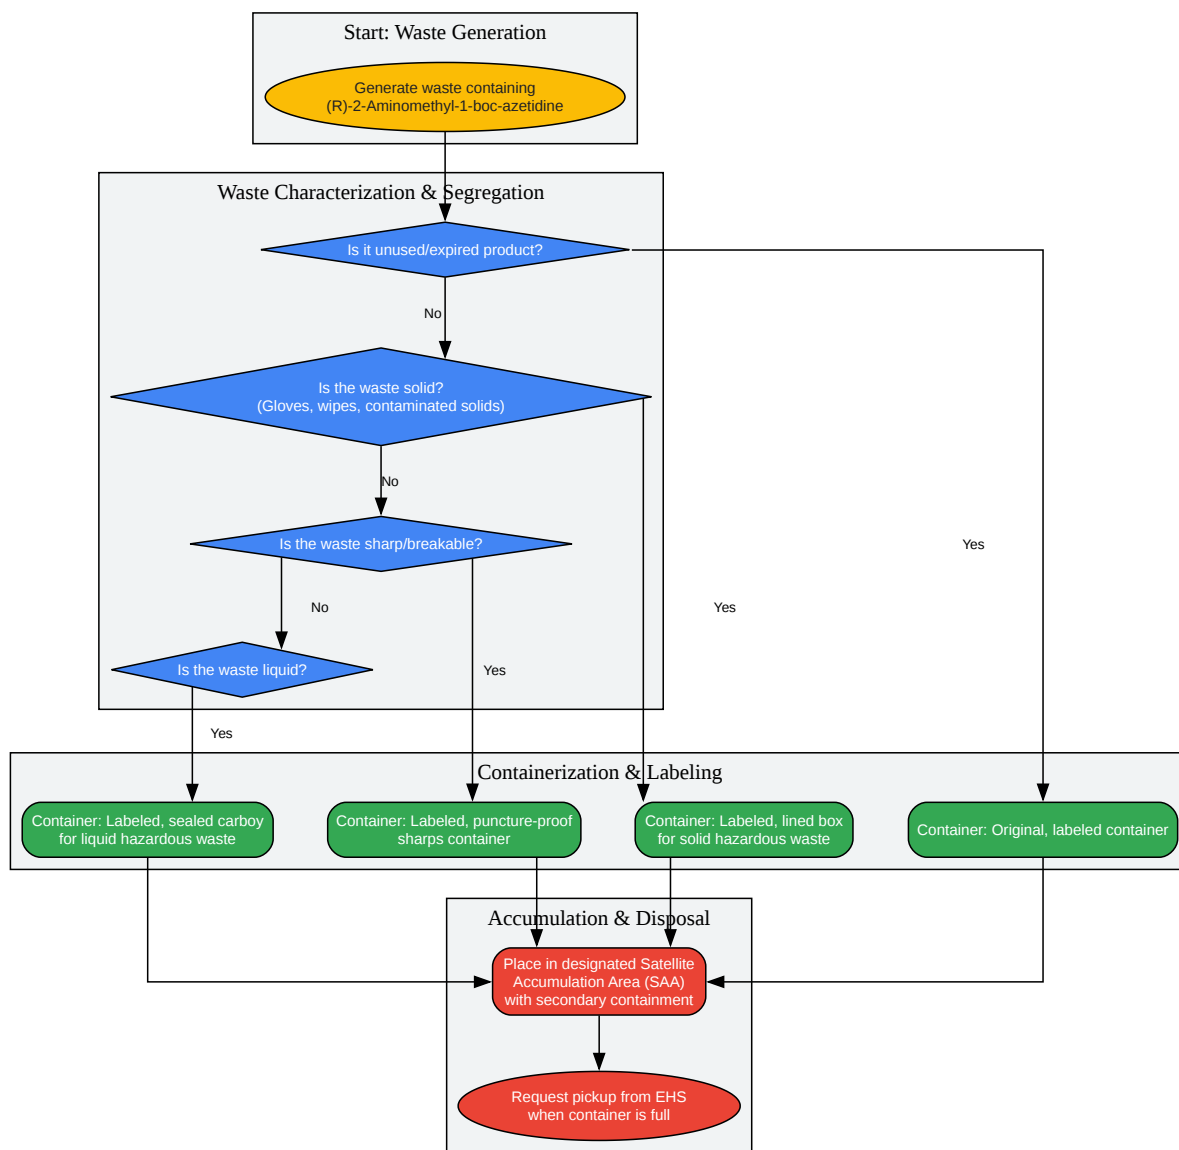 Start: Waste Generation
Generate waste containing
(R)-2-Aminomethyl-1-boc-azetidine
Waste Characterization & Segregation
Is it unused/expired product?
No
Is the waste solid?
(Gloves, wipes, contaminated solids)
No
Is the waste sharp/breakable?
Yes
No
Yes
Is the waste liquid?
Yes
Yes
Containerization & Labeling
Container: Labeled, sealed carboy
for liquid hazardous waste
Container: Labeled, puncture-proof
sharps container
Container: Labeled, lined box
for solid hazardous waste
Container: Original, labeled container
Accumulation & Disposal
Place in designated Satellite
Accumulation Area (SAA)
with secondary containment
Request pickup from EHS
when container is full